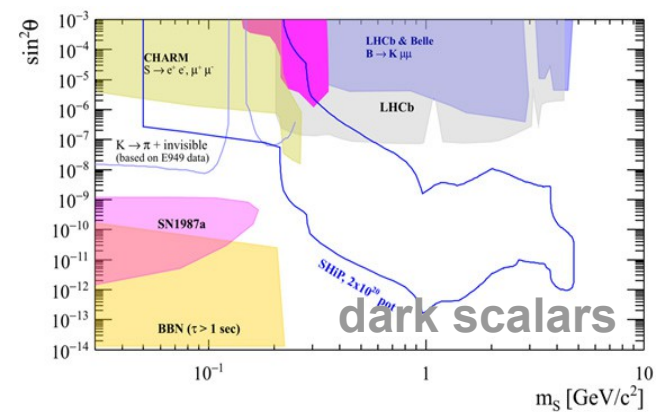 sin²θ
10⁻³
10⁻⁴
10⁻⁵
10⁻⁶
10⁻⁷
10⁻⁸
10⁻⁹
10⁻¹⁰
10⁻¹¹
10⁻¹²
10⁻¹³
10⁻¹⁴
CHARM
S → e⁺ e⁻, μ⁺ μ⁻
LHCb & Belle
B → K μμ
LHCb
K → π + invisible
(based on E949 data)
SN1987a
SHiP, 2x10²⁰ pot
BBN (τ > 1 sec)
dark scalars
10⁻¹
1
10
mS [GeV/c²]